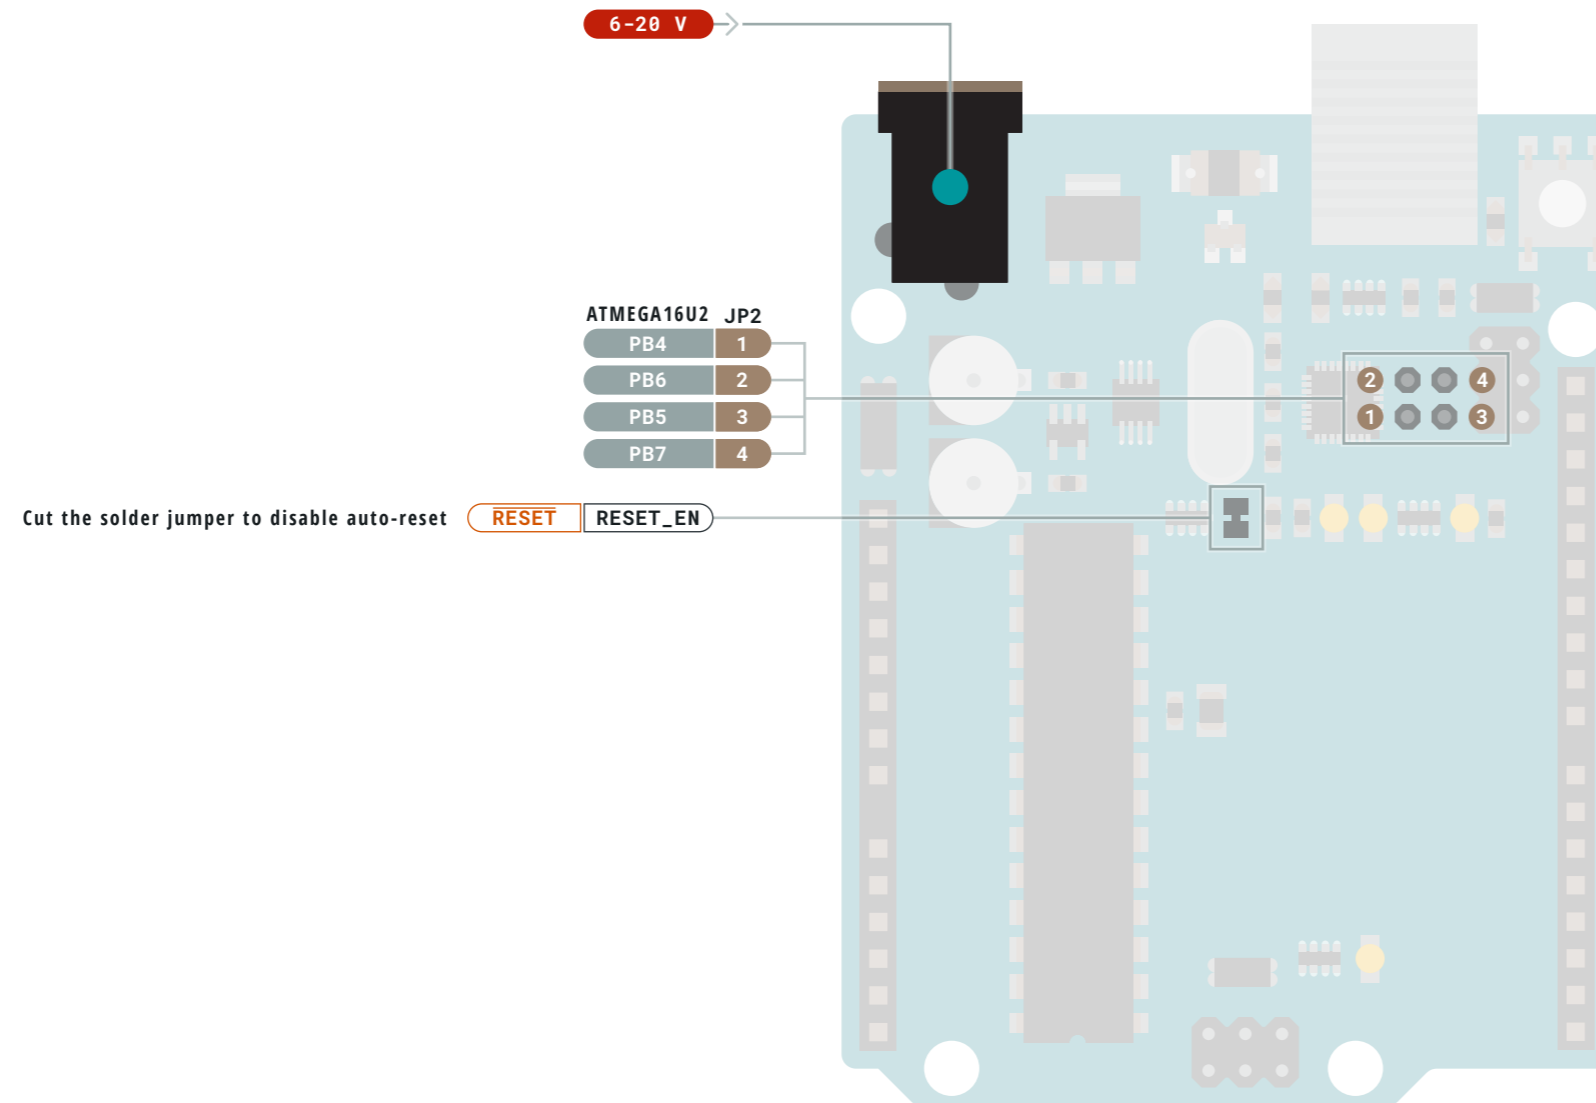 6-20 V
ATMEGA16U2 JP2
PB4 1
PB6 2
PB5 3
PB7 4
2 4
1 3
Cut the solder jumper to disable auto-reset RESET RESET_EN